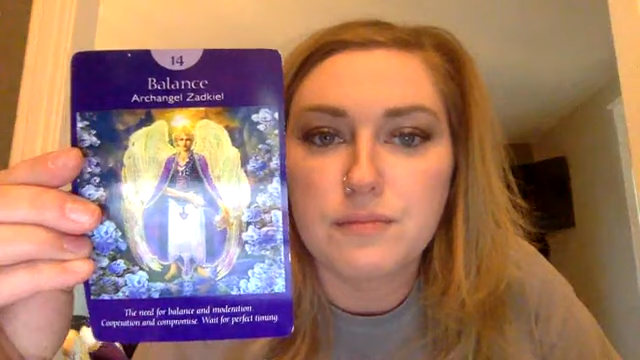 14
Balance
Archangel Zadkiel
The need for balance and moderation.
Cooperation and compromise. Wait for perfect timing.